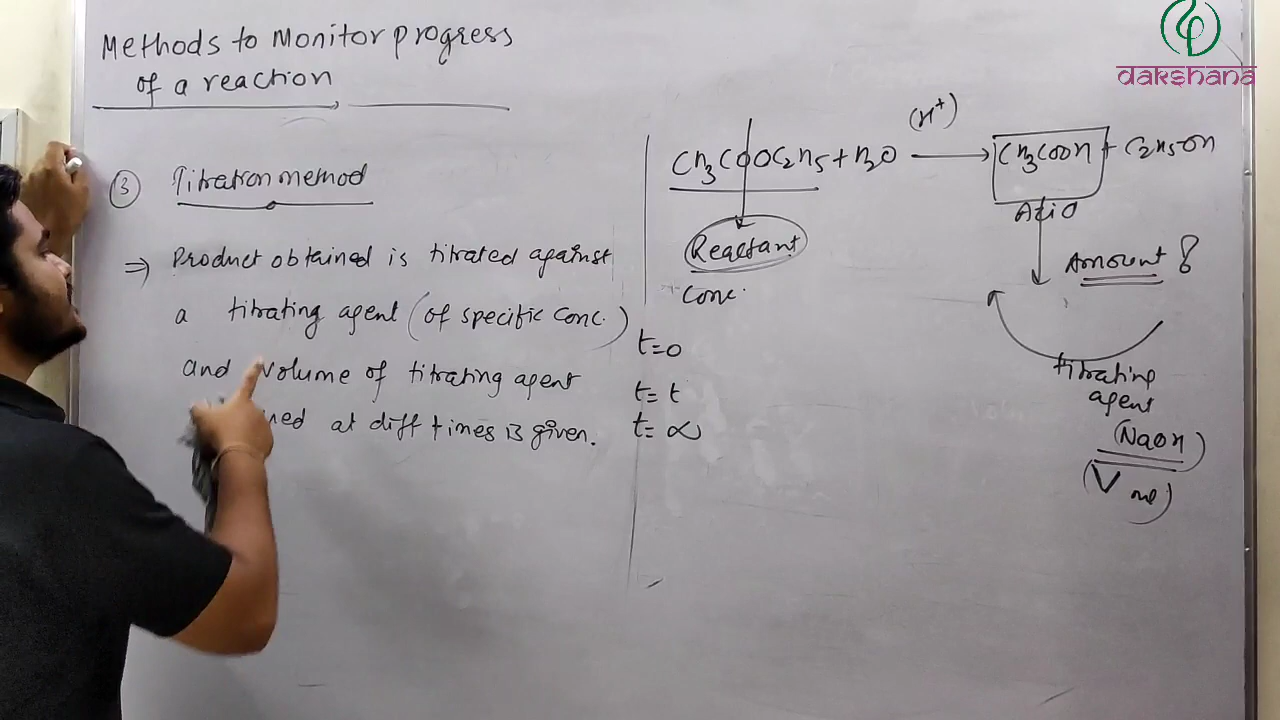 Methods to Monitor progress
of a reaction
dakshana
③ Titration method
⇒ Product obtained is titrated against
a titrating agent (of specific conc.)
and volume of titrating agent
at diff times is given.
(H⁺)
CH₃COOC₂H₅ + H₂O ⟶ CH₃COOH + C₂H₅OH
Acid
Reactant
Conc.
Amount ?
t=0
t=t
t=∝
titrating
agent
(NaOH)
(V ml)